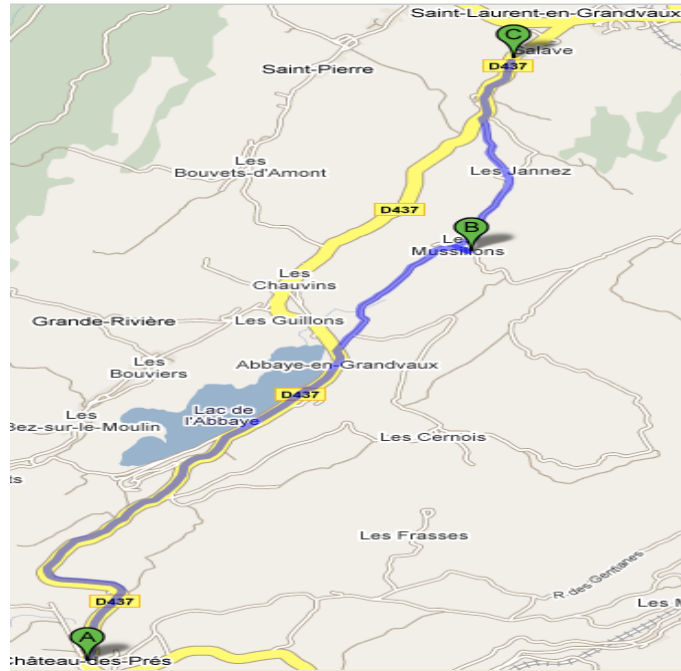 Saint-Laurent-en-Grandvaux
C
Salave
D437
Saint-Pierre
Les
Bouvets-d'Amont
Les Jannez
D437
B
Les
Mussillons
Les
Chauvins
Grande-Rivière
Les Guillons
Les
Bouviers
Abbaye-en-Grandvaux
D437
Les
Bez-sur-le-Moulin
Lac de
l'Abbaye
Les Cernois
ts
Les Frasses
R des Gentianes
D437
Les M
A
Château-des-Prés